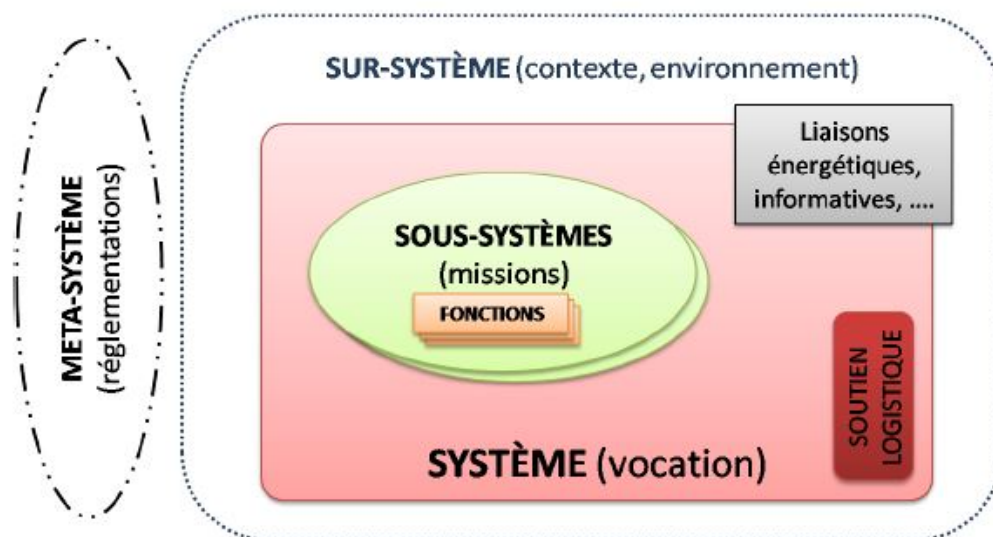 SUR-SYSTÈME (contexte, environnement)
Liaisons
énergétiques,
informatives, ....
META-SYSTÈME
(réglementations)
SOUS-SYSTÈMES
(missions)
FONCTIONS
SOUTIEN
LOGISTIQUE
SYSTÈME (vocation)